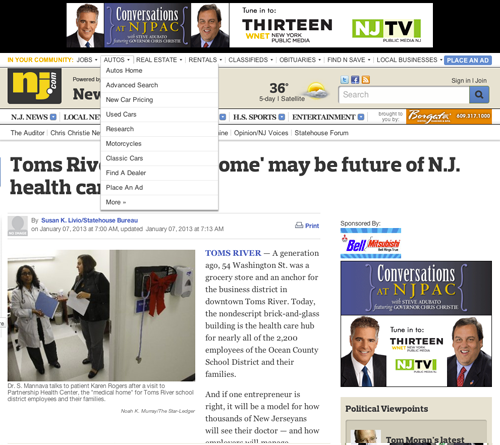 Conversations
AT NJPAC
with STEVE ADUBATO
featuring GOVERNOR CHRIS CHRISTIE
Tune in to:
THIRTEEN
WNET NEW YORK PUBLIC MEDIA
NJTV
PUBLIC MEDIA NJ
IN YOUR COMMUNITY: JOBS AUTOS REAL ESTATE RENTALS CLASSIFIEDS OBITUARIES FIND N SAVE LOCAL BUSINESSES PLACE AN AD
Autos Home
Advanced Search
New Car Pricing
Used Cars
Research
Motorcycles
Classic Cars
Find A Dealer
Place An Ad
More »
nj.com
Powered by
New
36°
5-day | Satellite
Sign in | Join
Search
N.J. NEWS LOCAL NE H.S. SPORTS ENTERTAINMENT
brought to you by:
Borgata
609.317.1000
The Auditor Chris Christie New ine Opinion/NJ Voices Statehouse Forum
Toms Rive ome' may be future of N.J.
health car
By Susan K. Livio/Statehouse Bureau
on January 07, 2013 at 7:00 AM, updated January 07, 2013 at 7:13 AM
Print
Dr. S. Mannava talks to patient Karen Rogers after a visit to
Partnership Health Center, the "medical home" for Toms River school
district employees and their families.
Noah K. Murray/The Star-Ledger
TOMS RIVER — A generation
ago, 54 Washington St. was a
grocery store and an anchor for
the business district in
downtown Toms River. Today,
the nondescript brick-and-glass
building is the health care hub
for nearly all of the 2,200
employees of the Ocean County
School District and their
families.
And if one entrepreneur is
right, it will be a model for how
thousands of New Jerseyans
will see their doctor — and how
employers will manage
Sponsored By:
Bell Mitsubishi
Conversations
AT NJPAC
with STEVE ADUBATO
featuring GOVERNOR CHRIS CHRISTIE
Tune in to:
THIRTEEN
WNET NEW YORK PUBLIC MEDIA
NJTV
PUBLIC MEDIA NJ
Political Viewpoints
Tom Moran's latest